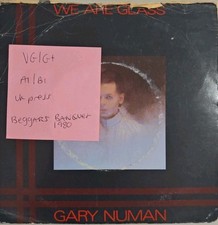 WE ARE GLASS
VG/G+
A1/B1
UK press
BEGGARS BANQUET
1980
GARY NUMAN